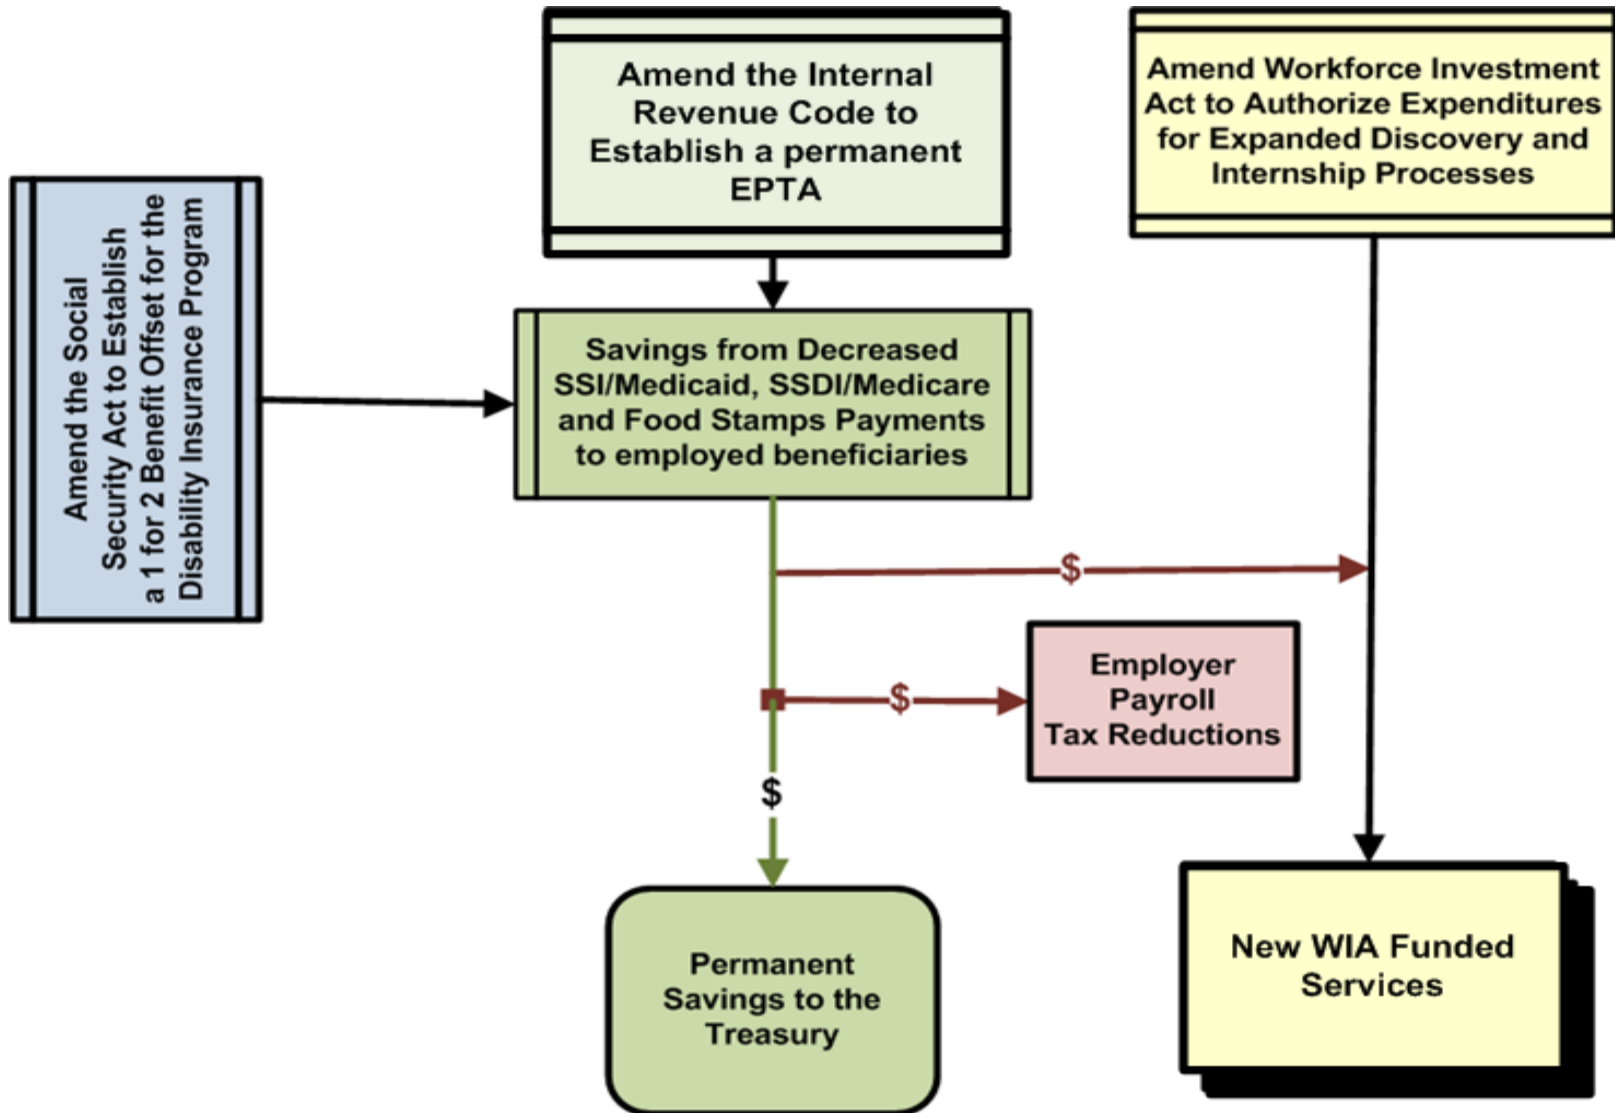 Amend the Internal
Revenue Code to
Establish a permanent
EPTA
Amend Workforce Investment
Act to Authorize Expenditures
for Expanded Discovery and
Internship Processes
Amend the Social
Security Act to Establish
a 1 for 2 Benefit Offset for the
Disability Insurance Program
Savings from Decreased
SSI/Medicaid, SSDI/Medicare
and Food Stamps Payments
to employed beneficiaries
$
Employer
Payroll
Tax Reductions
$
$
Permanent
Savings to the
Treasury
New WIA Funded
Services